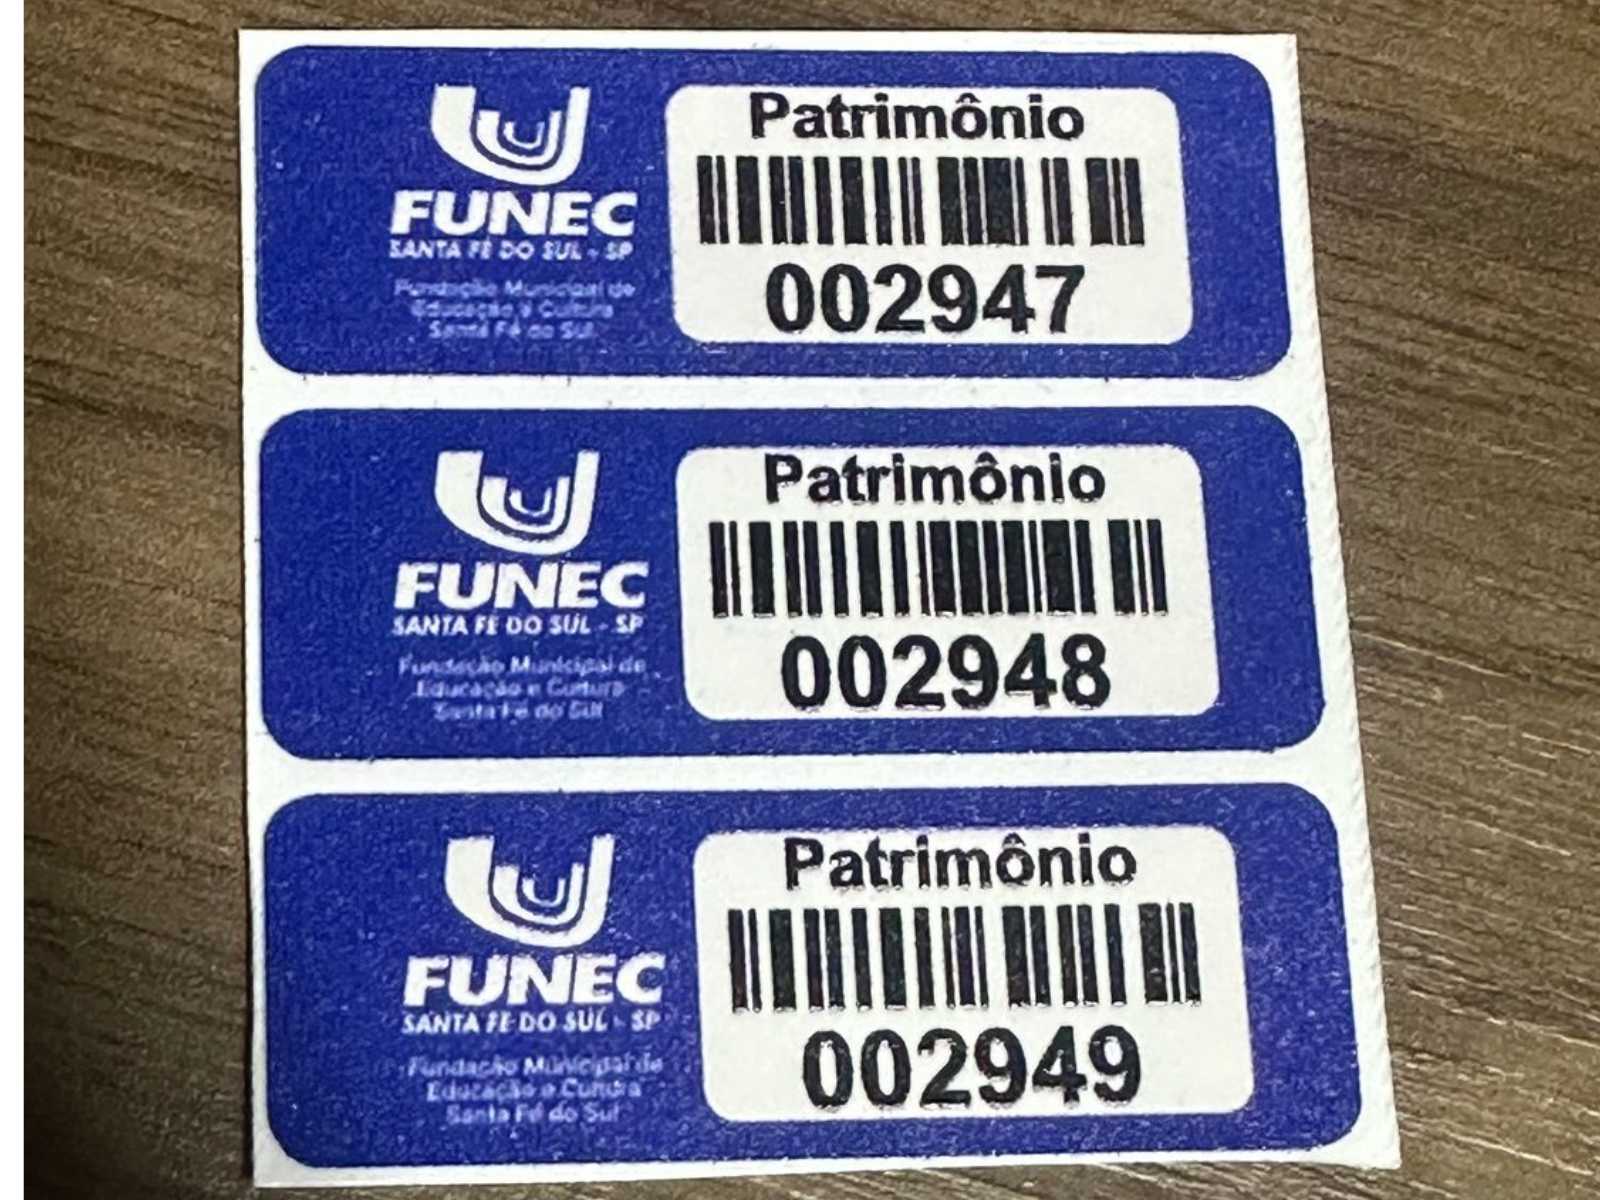 FUNEC
SANTA FÉ DO SUL - SP
Fundação Municipal de
Educação e Cultura
Santa Fé do Sul
Patrimônio
002947
FUNEC
SANTA FÉ DO SUL - SP
Fundação Municipal de
Educação e Cultura
Santa Fé do Sul
Patrimônio
002948
FUNEC
SANTA FÉ DO SUL - SP
Fundação Municipal de
Educação e Cultura
Santa Fé do Sul
Patrimônio
002949